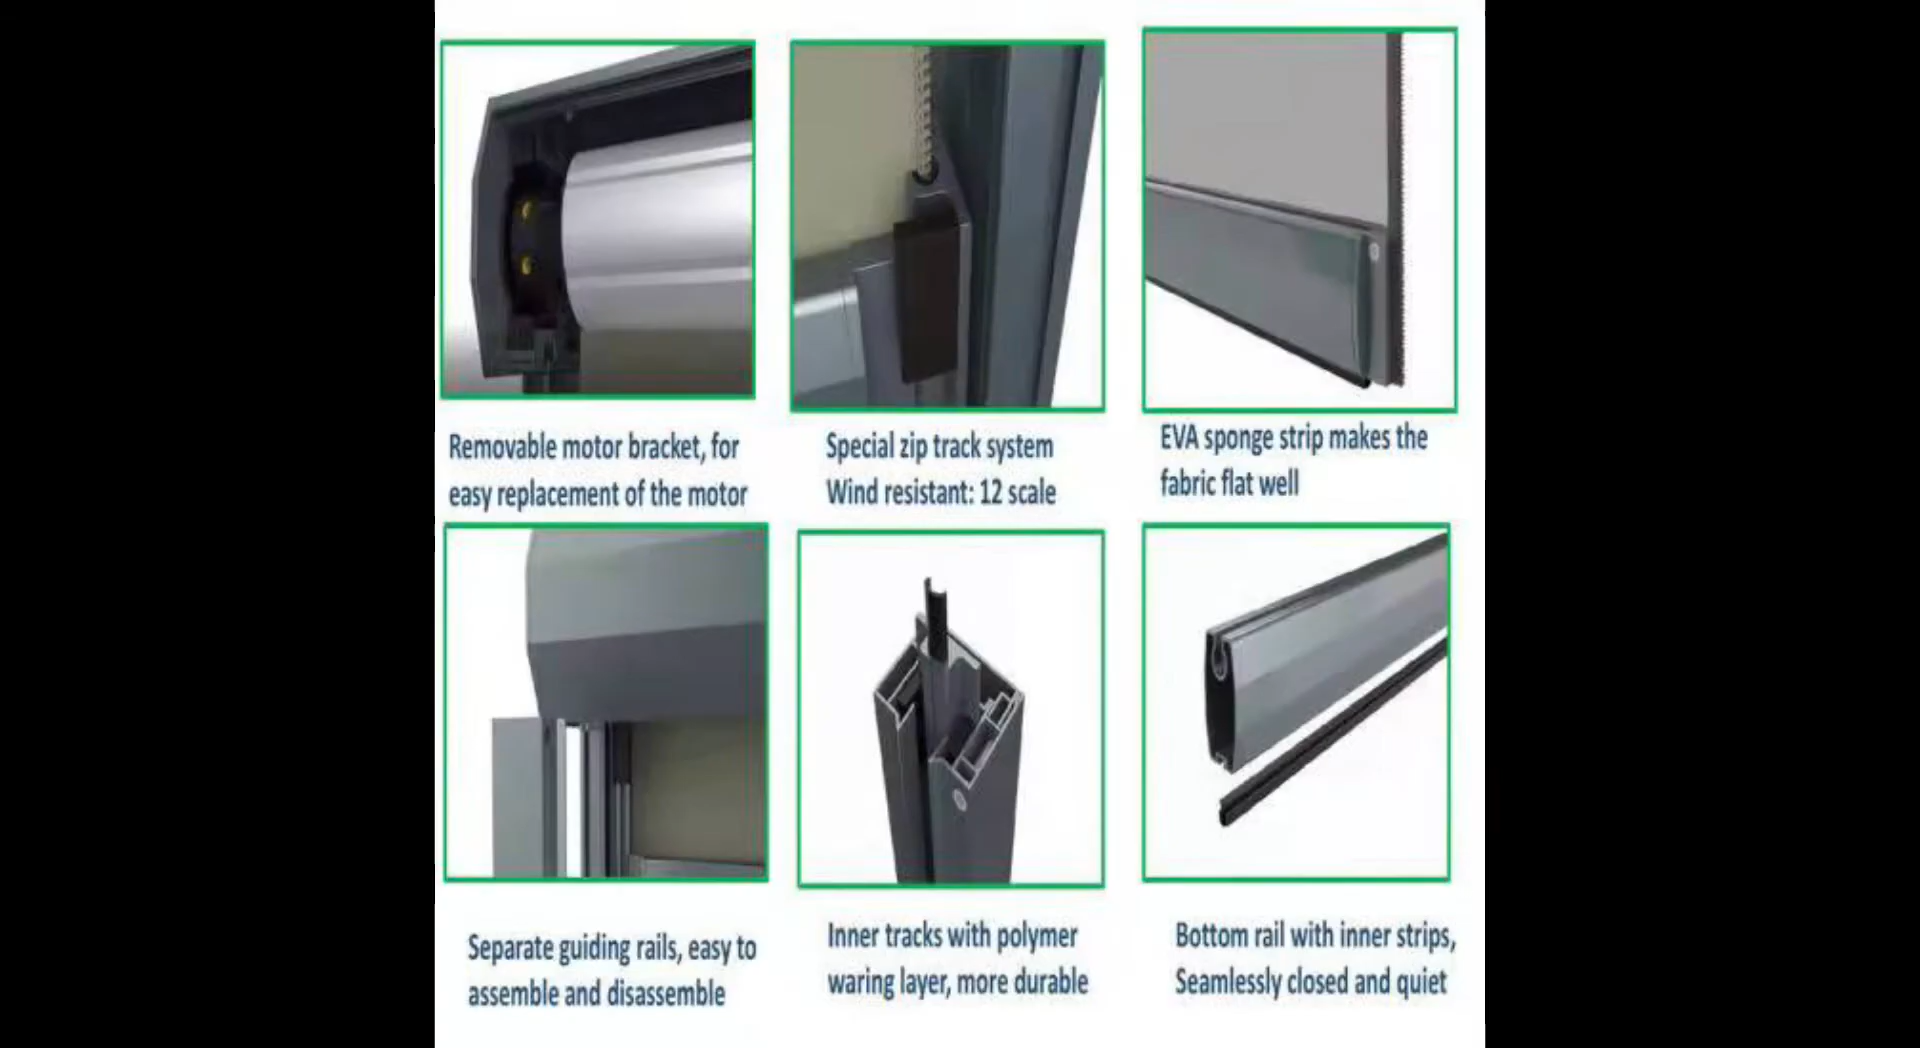 Removable motor bracket, for
easy replacement of the motor
Special zip track system
Wind resistant: 12 scale
EVA sponge strip makes the
fabric flat well
Separate guiding rails, easy to
assemble and disassemble
Inner tracks with polymer
waring layer, more durable
Bottom rail with inner strips,
Seamlessly closed and quiet